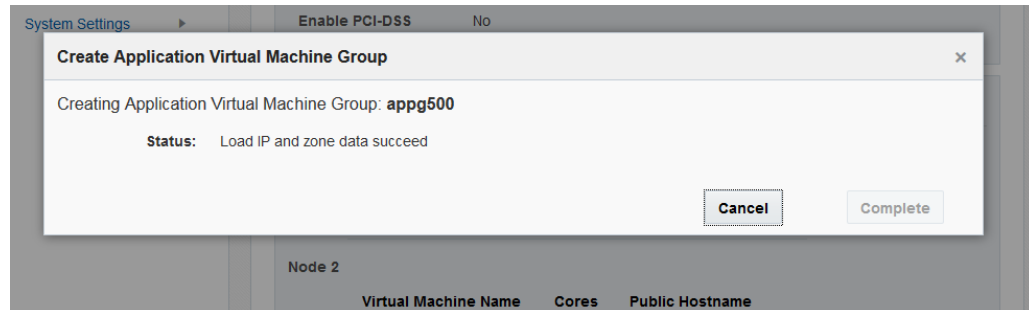 System Settings
Enable PCI-DSS No
Create Application Virtual Machine Group
Creating Application Virtual Machine Group: appg500
Status: Load IP and zone data succeed
Cancel Complete
Node 2
Virtual Machine Name Cores Public Hostname